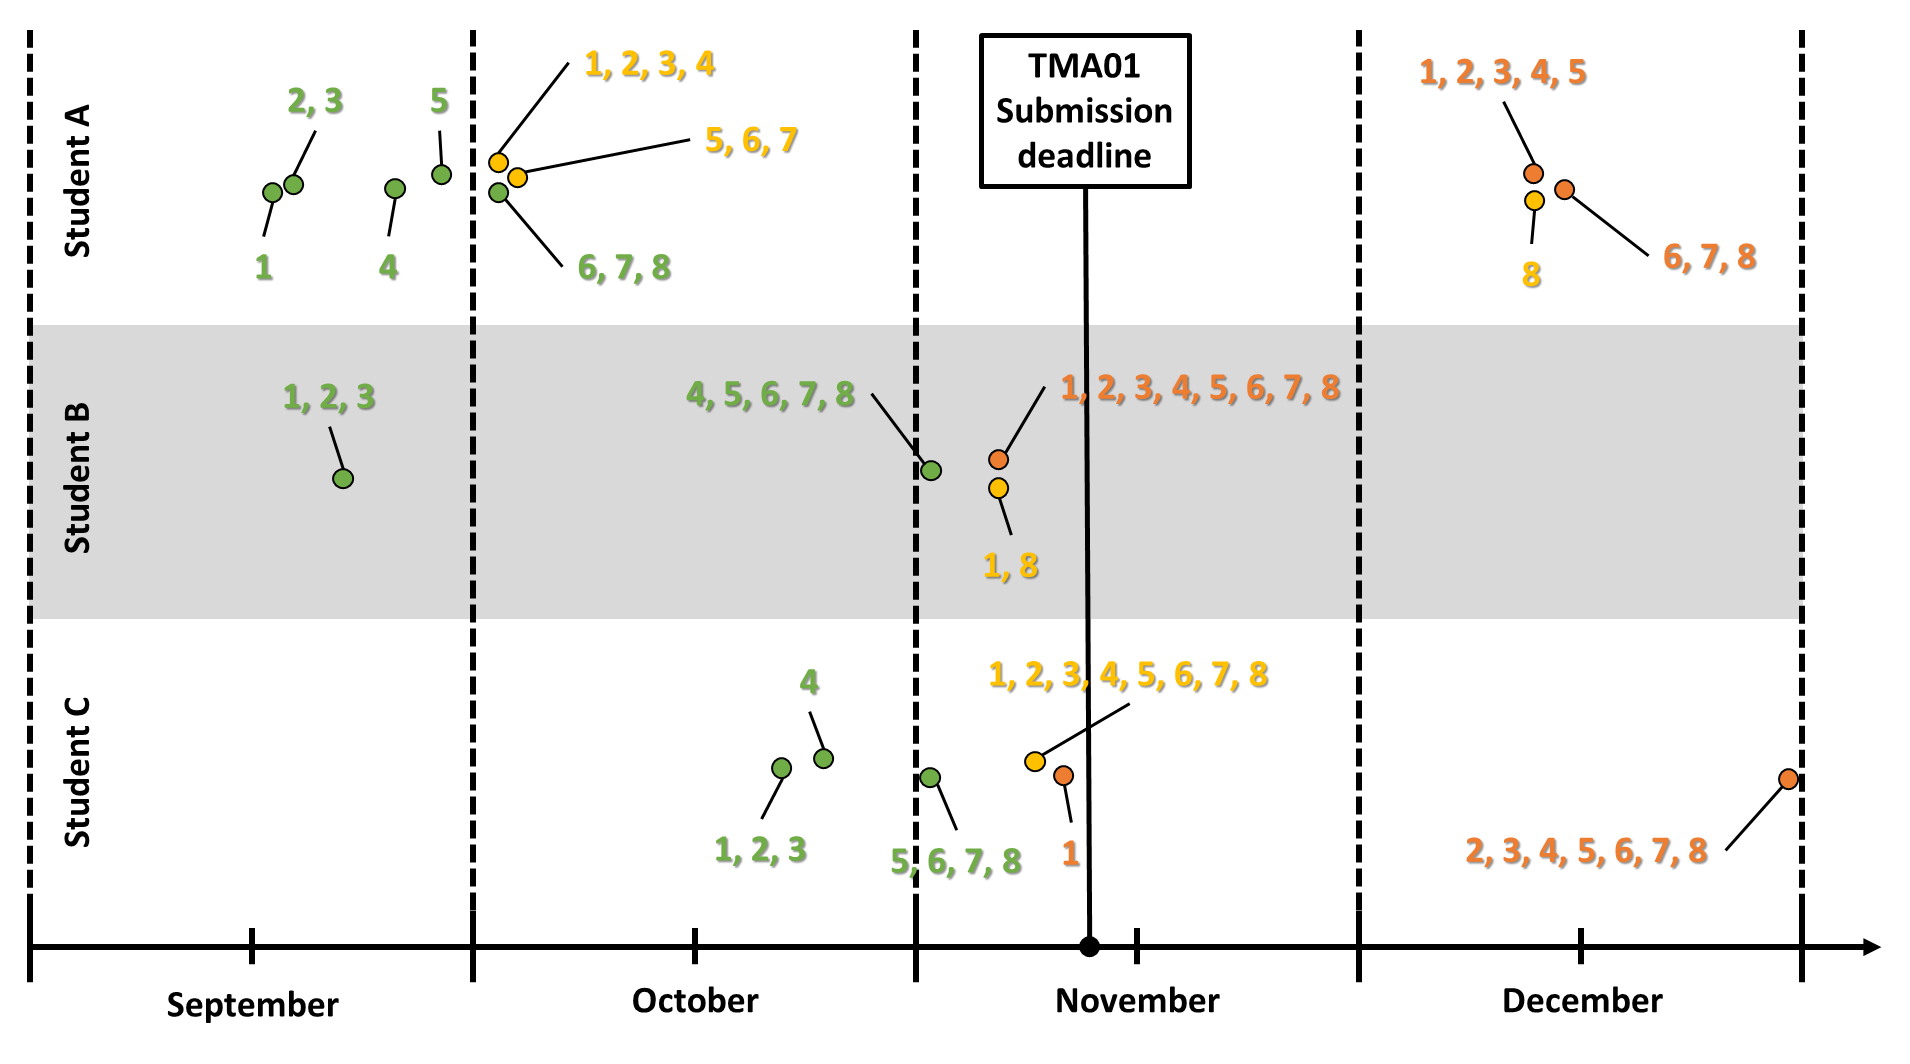 Student A
2, 3
5
1
4
1, 2, 3, 4
5, 6, 7
6, 7, 8
TMA01
Submission
deadline
1, 2, 3, 4, 5
8
6, 7, 8
Student B
1, 2, 3
4, 5, 6, 7, 8
1, 2, 3, 4, 5, 6, 7, 8
1, 8
Student C
4
1, 2, 3
5, 6, 7, 8
1, 2, 3, 4, 5, 6, 7, 8
1
2, 3, 4, 5, 6, 7, 8
September
October
November
December